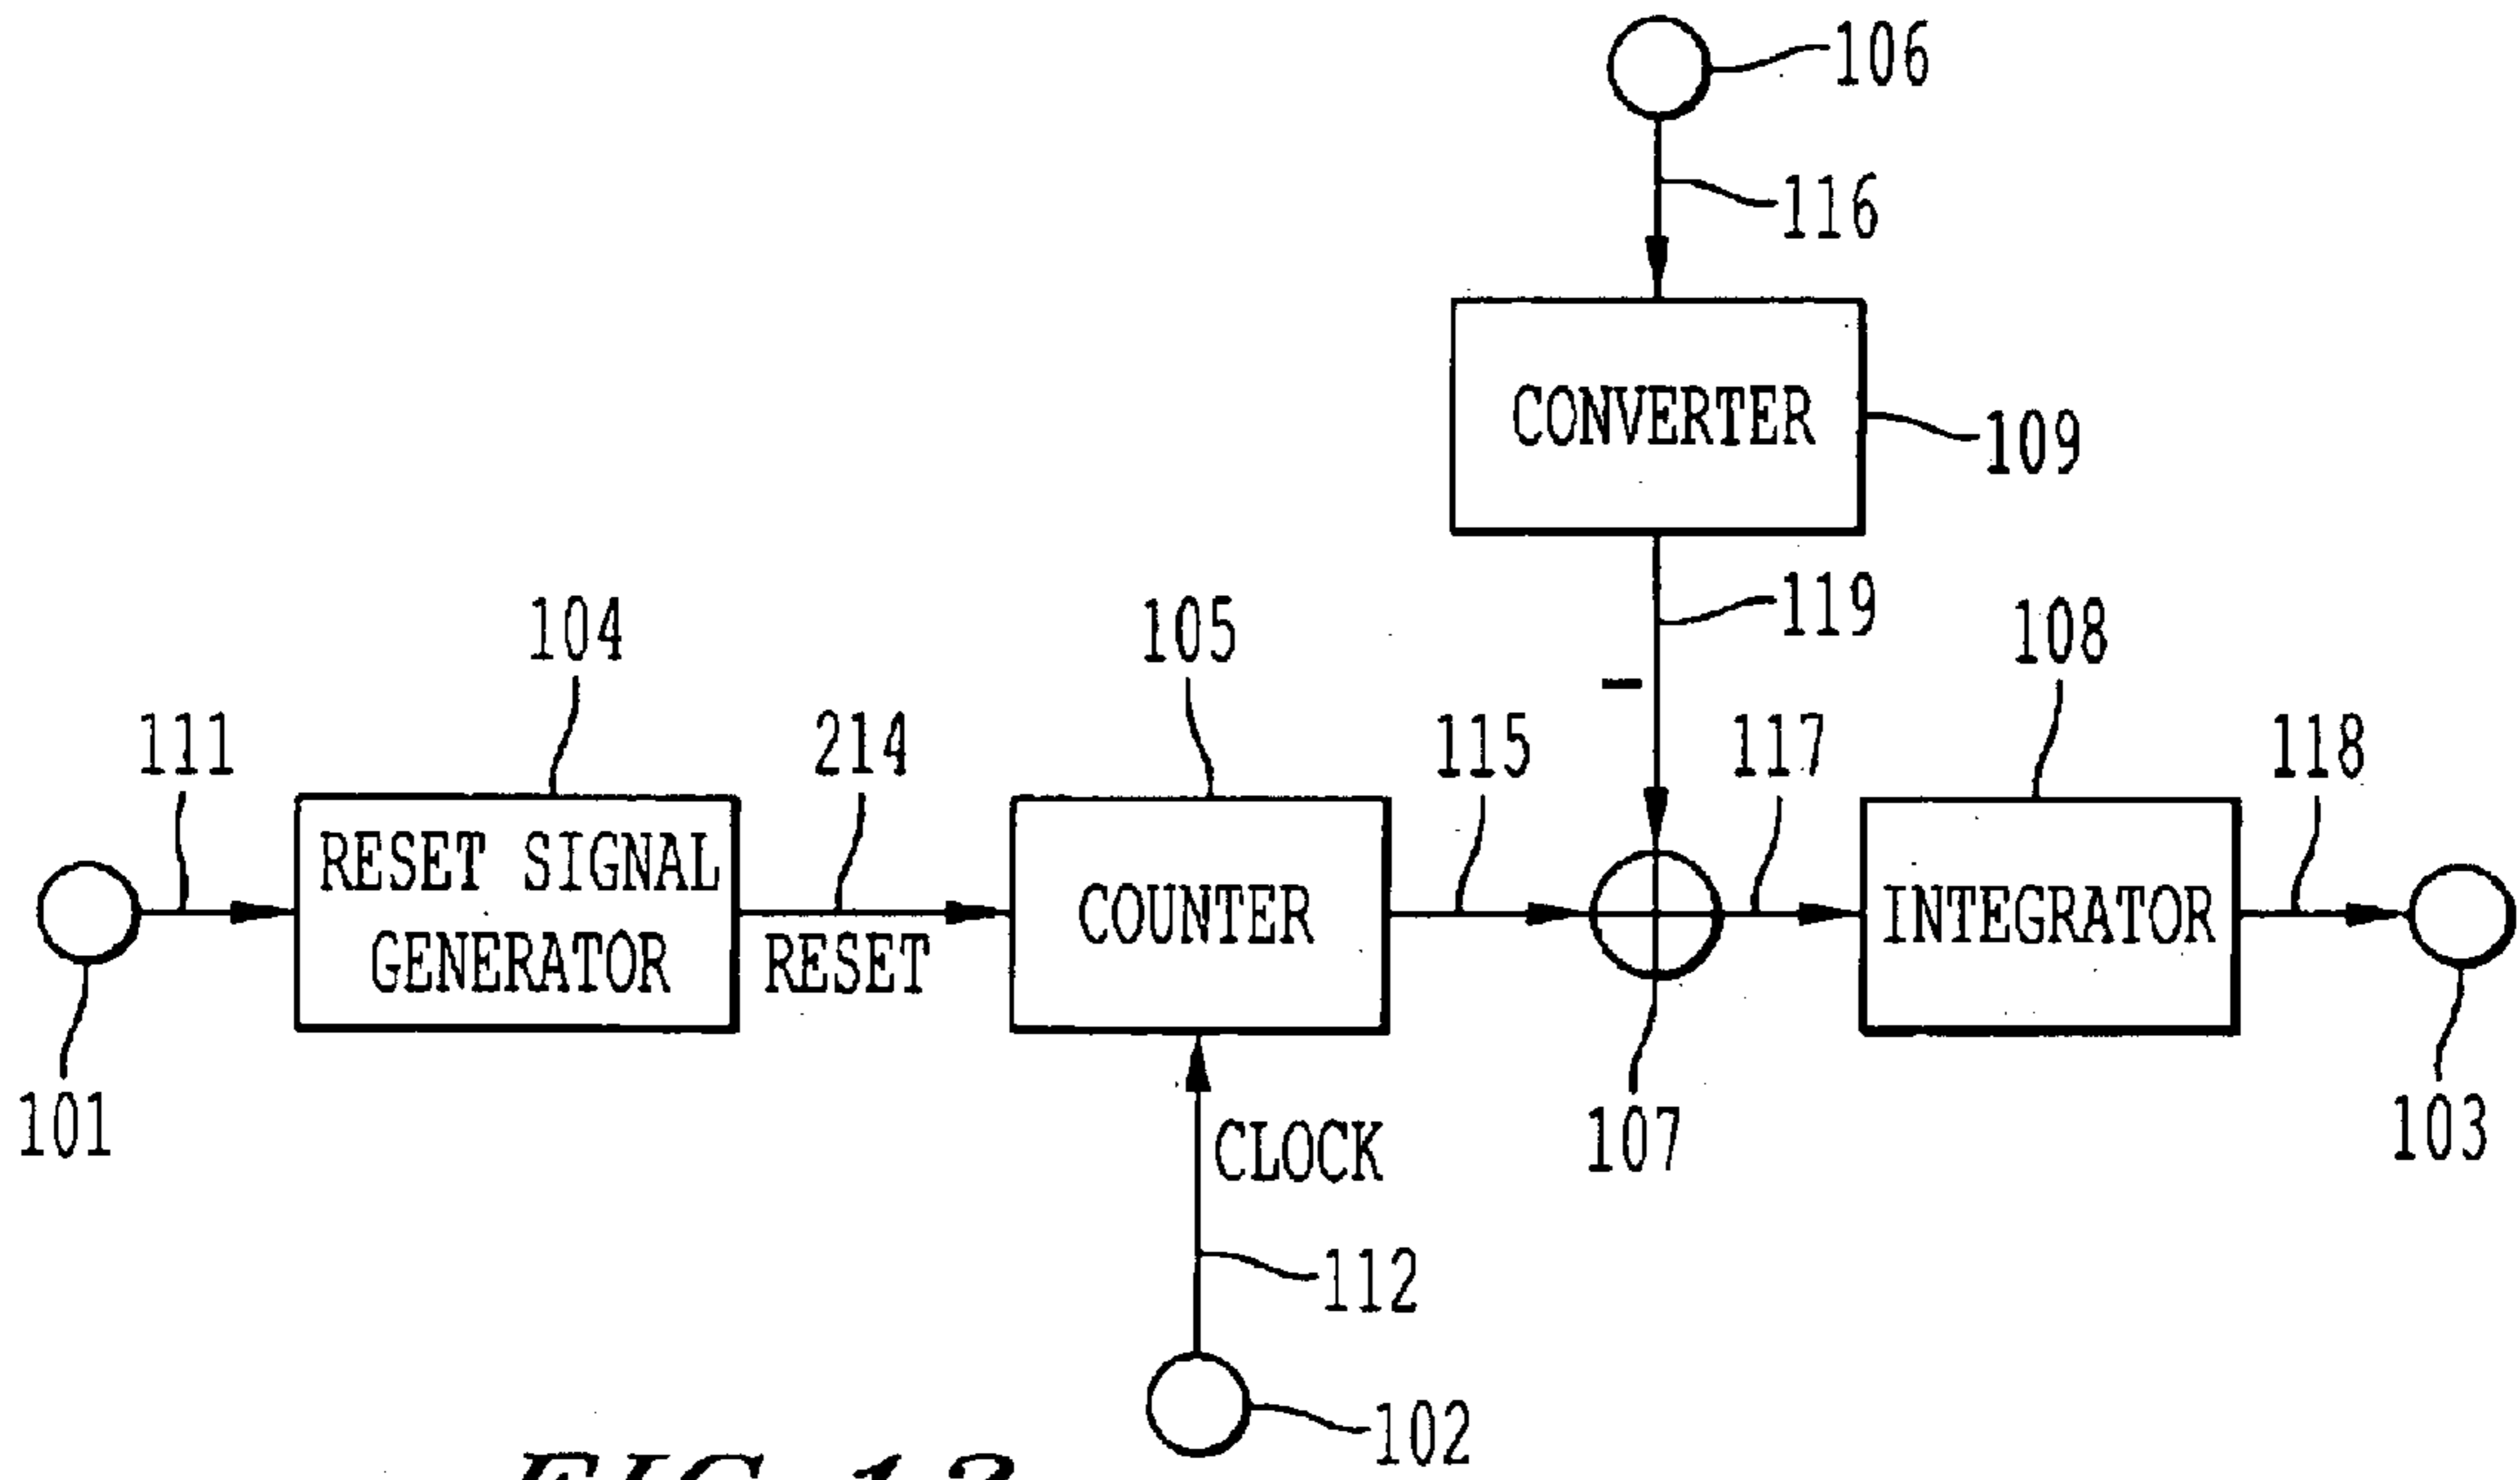 106
116
CONVERTER
109
119
104
105
108
111
214
115
117
118
RESET SIGNAL
GENERATOR
RESET
COUNTER
INTEGRATOR
101
CLOCK
107
103
112
102